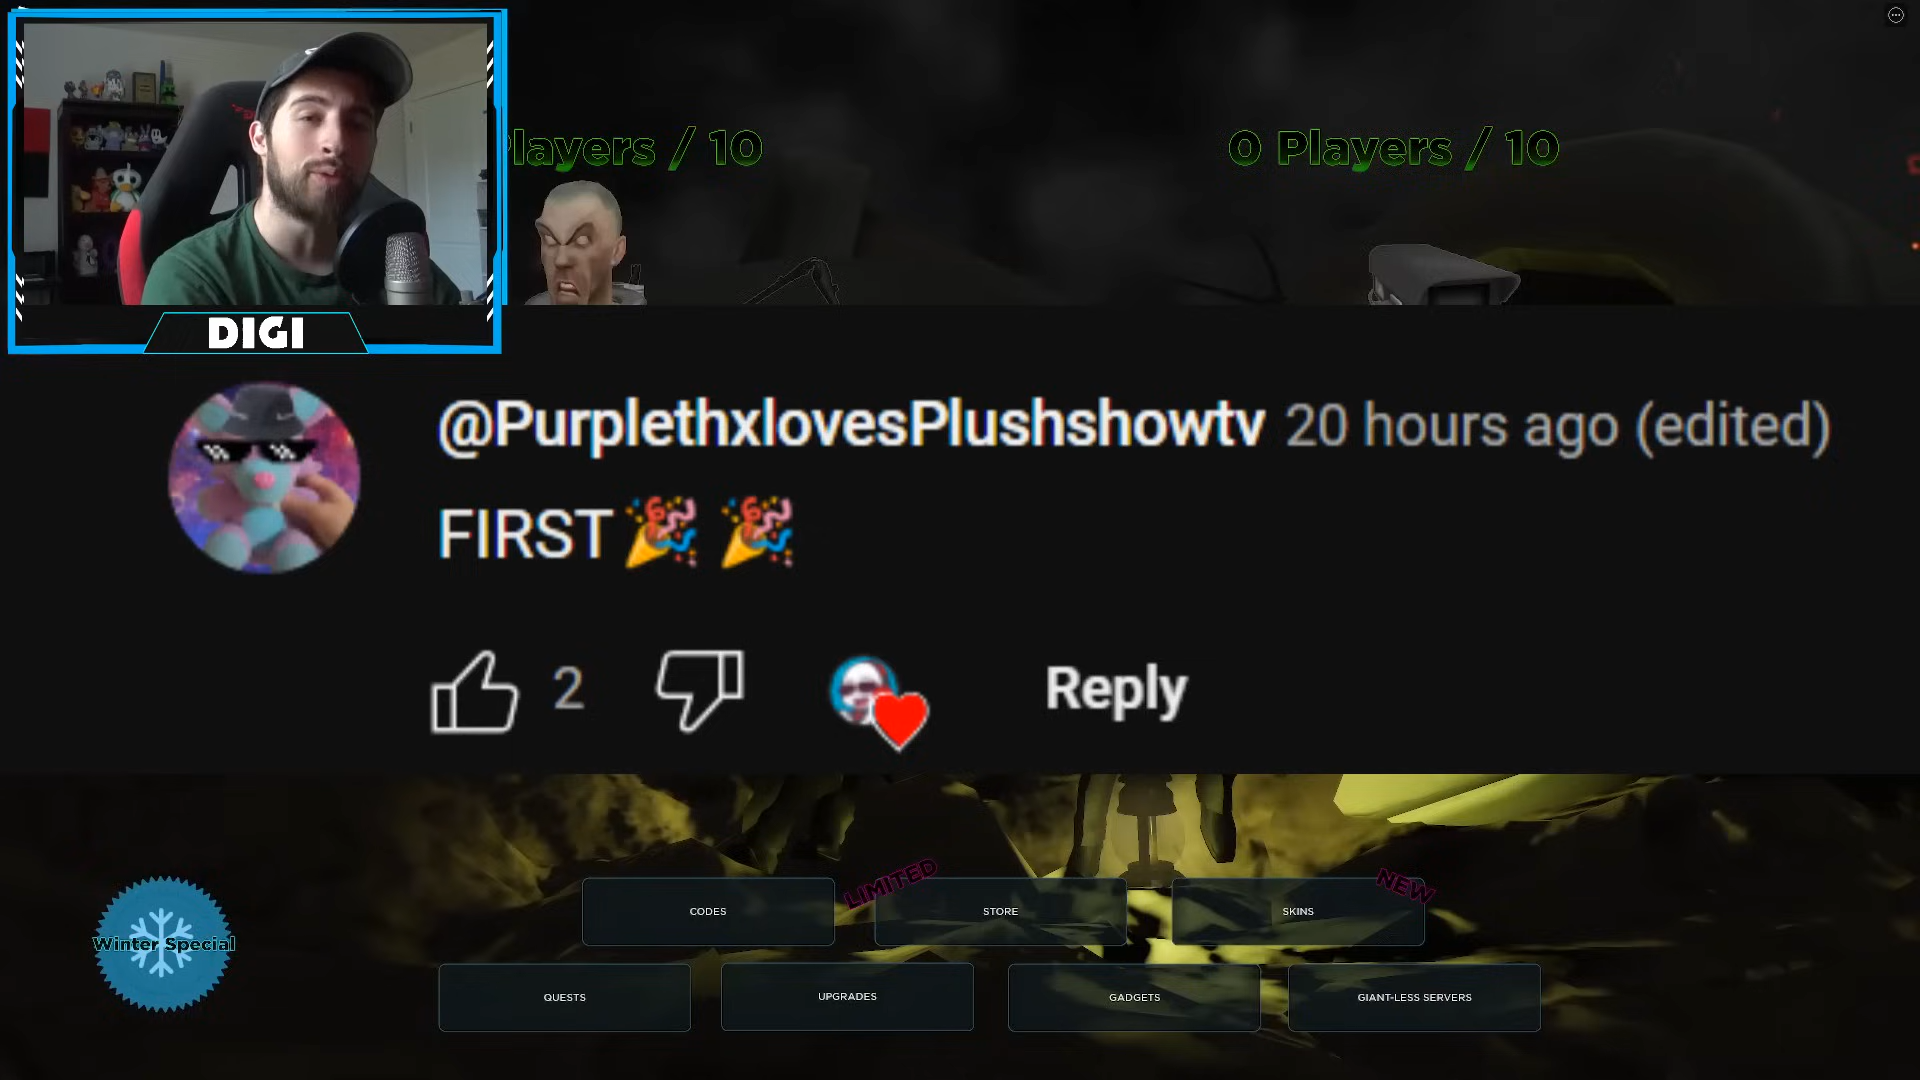 layers / 10
0 Players / 10
DIGI
@PurplethxlovesPlushshowtv 20 hours ago (edited)
FIRST🎉 🎉
2
Reply
LIMITED
NEW
CODES
STORE
SKINS
Winter Special
QUESTS
UPGRADES
GADGETS
GIANT-LESS SERVERS